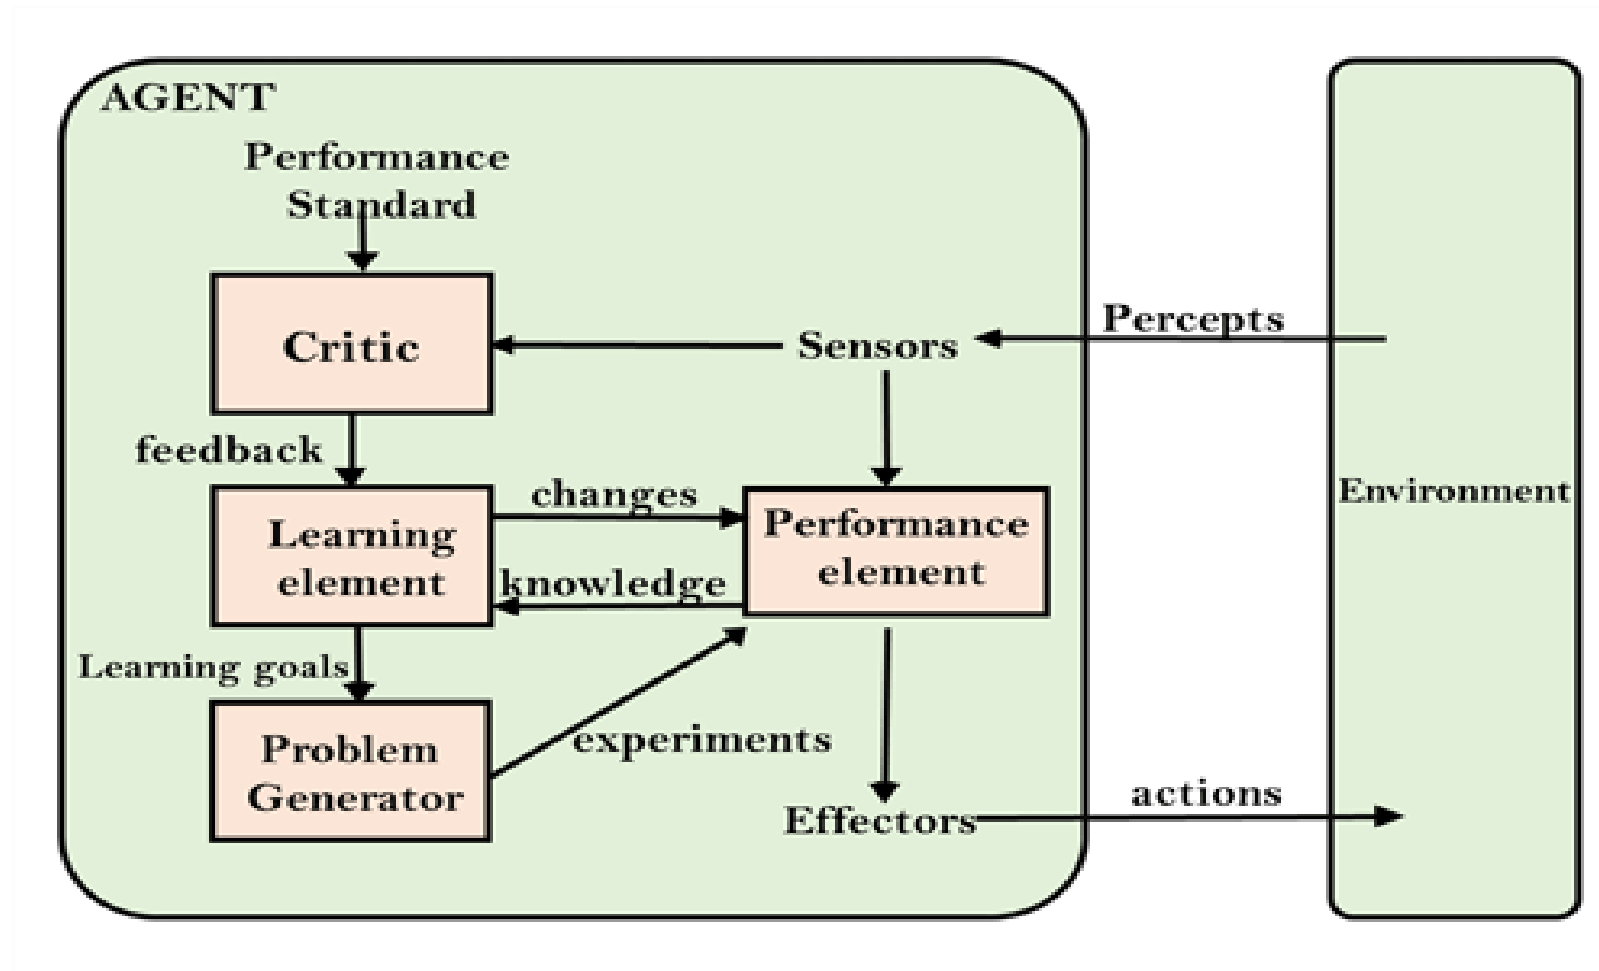 AGENT
Performance
Standard
Critic
Sensors
Percepts
feedback
changes
Learning
element
Performance
element
knowledge
Environment
Learning goals
Problem
Generator
experiments
Effectors
actions